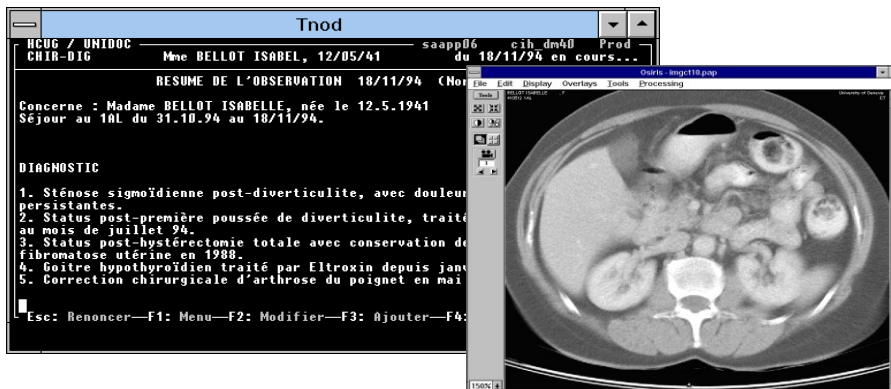 Tnod
HCUG / UNIDOC saapp06 cih_dm40 Prod
CHIR-DIG Mme BELLOT ISABEL, 12/05/41 du 18/11/94 en cours...
RESUME DE L'OBSERVATION 18/11/94 (No
Concerne : Madame BELLOT ISABELLE, née le 12.5.1941
Séjour au 1AL du 31.10.94 au 18/11/94.
DIAGNOSTIC
1. Sténose sigmoïdienne post-diverticulite, avec douleu
persistantes.
2. Status post-première poussée de diverticulite, traité
au mois de juillet 94.
3. Status post-hystérectomie totale avec conservation de
fibromatose utérine en 1988.
4. Goitre hypothyroïdien traité par Eltroxin depuis janv
5. Correction chirurgicale d'arthrose du poignet en mai
Esc: Renoncer—F1: Menu—F2: Modifier—F3: Ajouter—F4:
Osiris - imgct10.pap
File Edit Display Overlays Tools Processing
Tools
BELLOT ISABELLE , F
University of Geneva
CT
1
150%